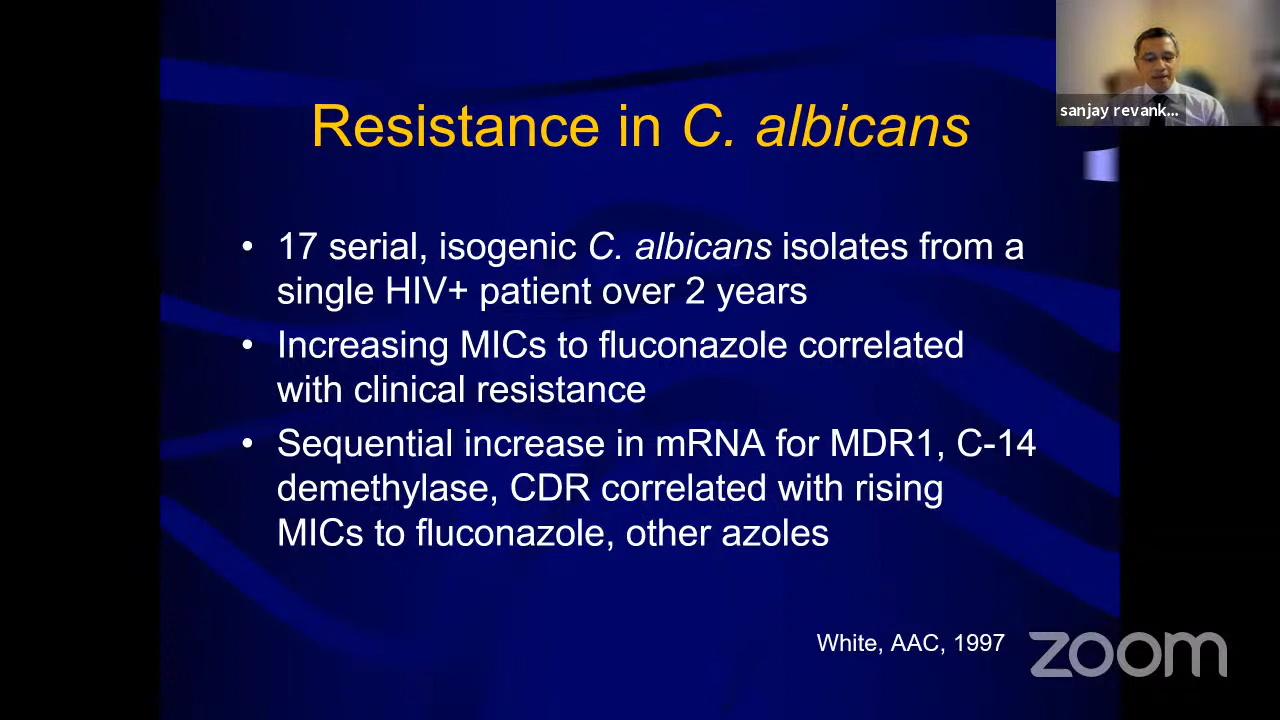 sanjay revank...
Resistance in C. albicans
• 17 serial, isogenic C. albicans isolates from a
single HIV+ patient over 2 years
• Increasing MICs to fluconazole correlated
with clinical resistance
• Sequential increase in mRNA for MDR1, C-14
demethylase, CDR correlated with rising
MICs to fluconazole, other azoles
White, AAC, 1997
zoom